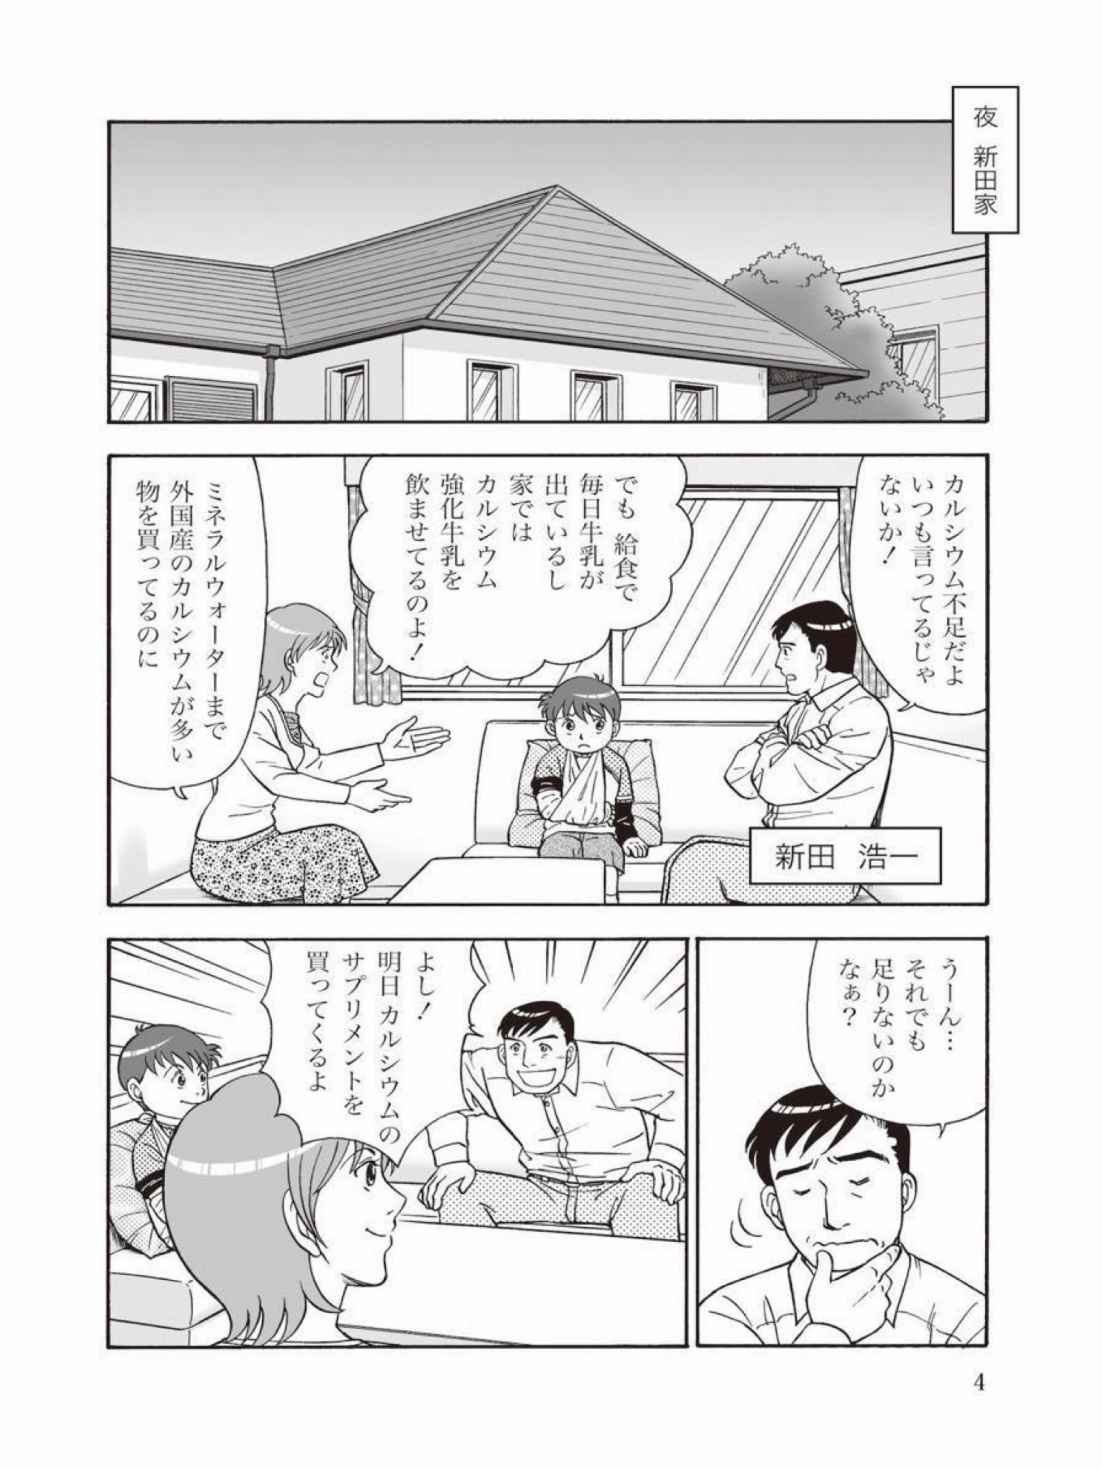 夜 新田家
カルシウム不足だよ
いつも言ってるじゃ
ないか!
でも 給食で
毎日牛乳が
出ているし
家では
カルシウム
強化牛乳を
飲ませてるのよ!
ミネラルウォーターまで
外国産のカルシウムが多い
物を買ってるのに
新田 浩一
うーん…
それでも
足りないのか
なぁ?
よし!
明日 カルシウムの
サプリメントを
買ってくるよ
4